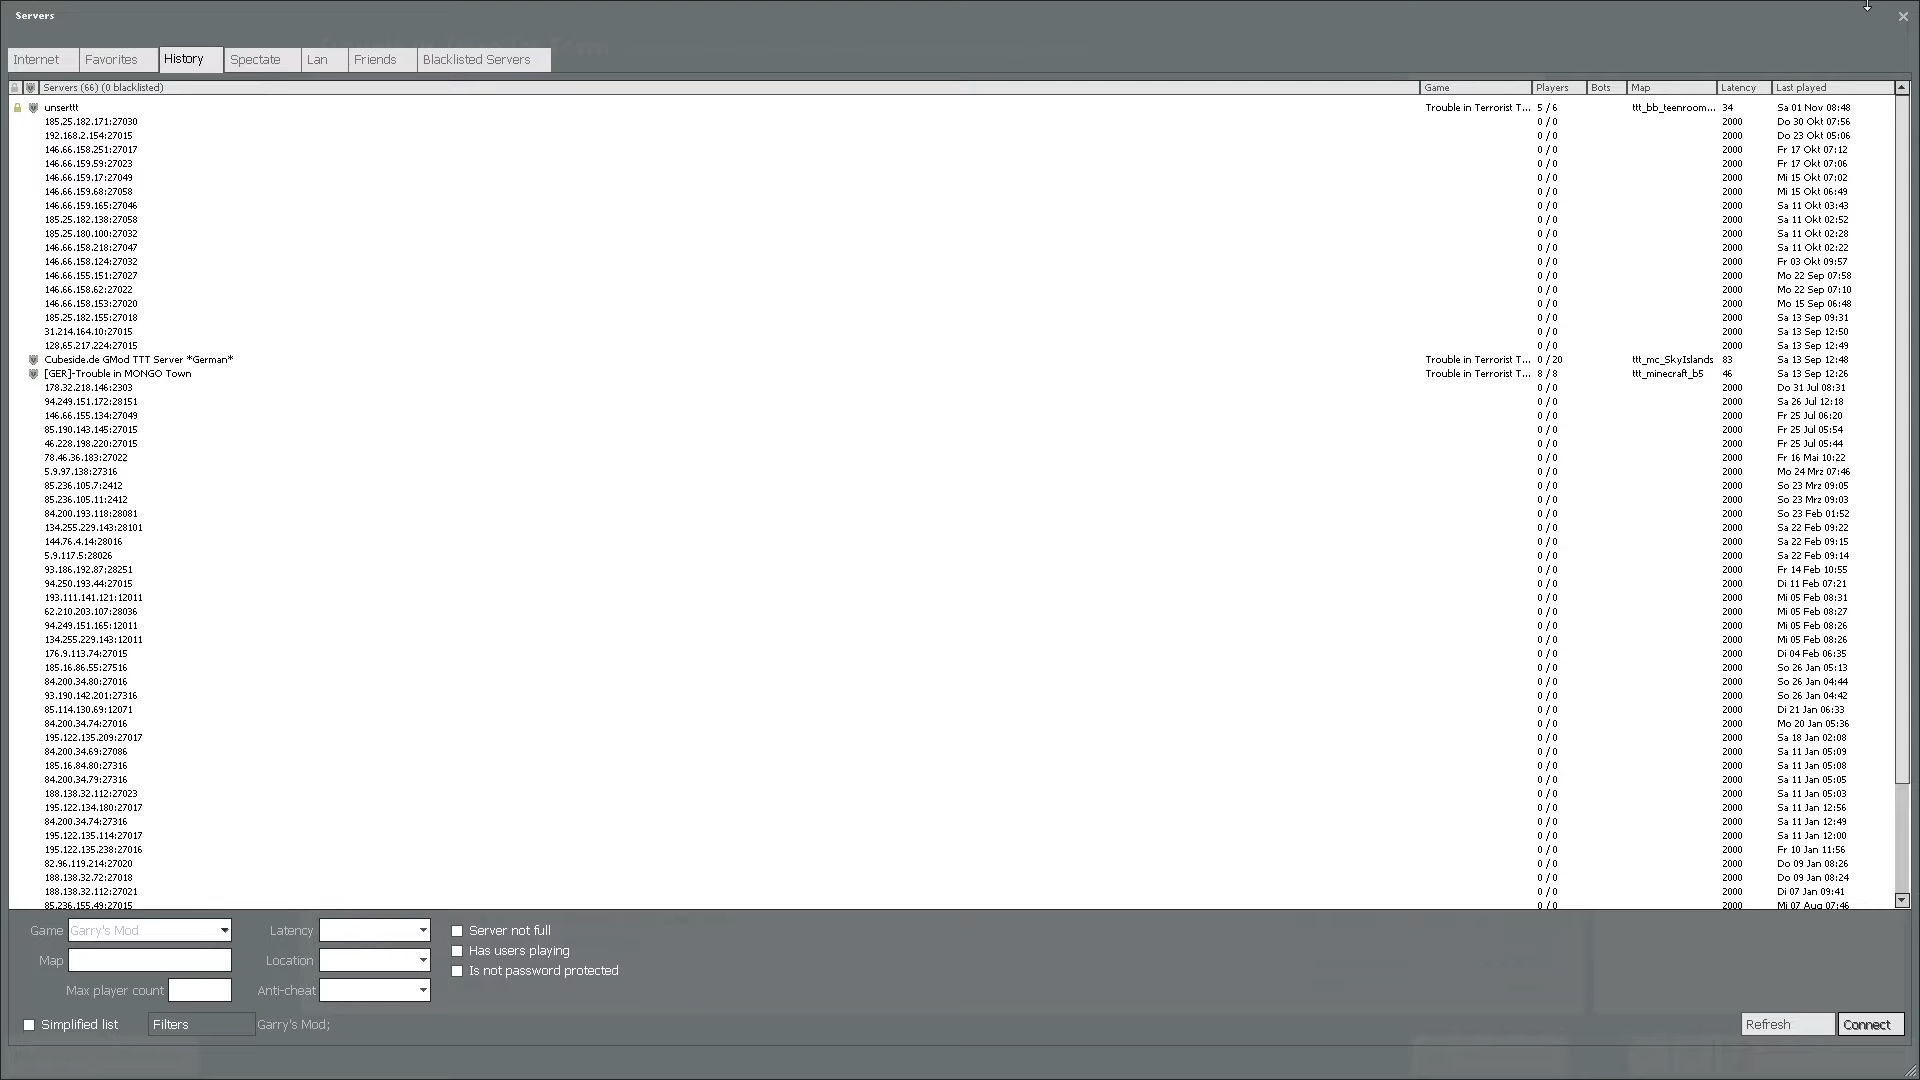 Servers
Internet Favorites History Spectate Lan Friends Blacklisted Servers
Servers (66) (0 blacklisted) Game Players Bots Map Latency Last played
unserttt Trouble in Terrorist T... 5 / 6 ttt_bb_teenroom... 34 Sa 01 Nov 08:48
185.25.182.171:27030 0 / 0 2000 Do 30 Okt 07:56
192.168.2.154:27015 0 / 0 2000 Do 23 Okt 05:06
146.66.158.251:27017 0 / 0 2000 Fr 17 Okt 07:12
146.66.159.59:27023 0 / 0 2000 Fr 17 Okt 07:06
146.66.159.17:27049 0 / 0 2000 Mi 15 Okt 07:02
146.66.159.68:27058 0 / 0 2000 Mi 15 Okt 06:49
146.66.159.165:27046 0 / 0 2000 Sa 11 Okt 03:43
185.25.182.138:27058 0 / 0 2000 Sa 11 Okt 02:52
185.25.180.100:27032 0 / 0 2000 Sa 11 Okt 02:28
146.66.158.218:27047 0 / 0 2000 Sa 11 Okt 02:22
146.66.158.124:27032 0 / 0 2000 Fr 03 Okt 09:57
146.66.155.151:27027 0 / 0 2000 Mo 22 Sep 07:58
146.66.158.62:27022 0 / 0 2000 Mo 22 Sep 07:10
146.66.158.153:27020 0 / 0 2000 Mo 15 Sep 06:48
185.25.182.155:27018 0 / 0 2000 Sa 13 Sep 09:31
31.214.164.10:27015 0 / 0 2000 Sa 13 Sep 12:50
128.65.217.224:27015 0 / 0 2000 Sa 13 Sep 12:49
Cubeside.de GMod TTT Server *German* Trouble in Terrorist T... 0 / 20 ttt_mc_SkyIslands 83 Sa 13 Sep 12:48
[GER]-Trouble in MONGO Town Trouble in Terrorist T... 8 / 8 ttt_minecraft_b5 46 Sa 13 Sep 12:26
178.32.218.146:2303 0 / 0 2000 Do 31 Jul 08:31
94.249.151.172:28151 0 / 0 2000 Sa 26 Jul 12:18
146.66.155.134:27049 0 / 0 2000 Fr 25 Jul 06:20
85.190.143.145:27015 0 / 0 2000 Fr 25 Jul 05:54
46.228.198.220:27015 0 / 0 2000 Fr 25 Jul 05:44
78.46.36.183:27022 0 / 0 2000 Fr 16 Mai 10:22
5.9.97.138:27316 0 / 0 2000 Mo 24 Mrz 07:46
85.236.105.7:2412 0 / 0 2000 So 23 Mrz 09:05
85.236.105.11:2412 0 / 0 2000 So 23 Mrz 09:03
84.200.193.118:28081 0 / 0 2000 So 23 Feb 01:52
134.255.229.143:28101 0 / 0 2000 Sa 22 Feb 09:22
144.76.4.14:28016 0 / 0 2000 Sa 22 Feb 09:15
5.9.117.5:28026 0 / 0 2000 Sa 22 Feb 09:14
93.186.192.87:28251 0 / 0 2000 Fr 14 Feb 10:55
94.250.193.44:27015 0 / 0 2000 Di 11 Feb 07:21
193.111.141.121:12011 0 / 0 2000 Mi 05 Feb 08:31
62.210.203.107:28036 0 / 0 2000 Mi 05 Feb 08:27
94.249.151.165:12011 0 / 0 2000 Mi 05 Feb 08:26
134.255.229.143:12011 0 / 0 2000 Mi 05 Feb 08:26
176.9.113.74:27015 0 / 0 2000 Di 04 Feb 06:35
185.16.86.55:27516 0 / 0 2000 So 26 Jan 05:13
84.200.34.80:27016 0 / 0 2000 So 26 Jan 04:44
93.190.142.201:27316 0 / 0 2000 So 26 Jan 04:42
85.114.130.69:12071 0 / 0 2000 Di 21 Jan 06:33
84.200.34.74:27016 0 / 0 2000 Mo 20 Jan 05:36
195.122.135.209:27017 0 / 0 2000 Sa 18 Jan 02:08
84.200.34.69:27086 0 / 0 2000 Sa 11 Jan 05:09
185.16.84.80:27316 0 / 0 2000 Sa 11 Jan 05:08
84.200.34.79:27316 0 / 0 2000 Sa 11 Jan 05:05
188.138.32.112:27023 0 / 0 2000 Sa 11 Jan 05:03
195.122.134.180:27017 0 / 0 2000 Sa 11 Jan 12:56
84.200.34.74:27316 0 / 0 2000 Sa 11 Jan 12:49
195.122.135.114:27017 0 / 0 2000 Sa 11 Jan 12:00
195.122.135.238:27016 0 / 0 2000 Fr 10 Jan 11:56
82.96.119.214:27020 0 / 0 2000 Do 09 Jan 08:26
188.138.32.72:27018 0 / 0 2000 Do 09 Jan 08:24
188.138.32.112:27021 0 / 0 2000 Di 07 Jan 09:41
85.236.155.49:27015 0 / 0 2000 Mi 07 Aug 07:46
Game Garry's Mod Latency Server not full
Has users playing
Map Location Is not password protected
Max player count Anti-cheat
Simplified list Filters Garry's Mod; Refresh Connect